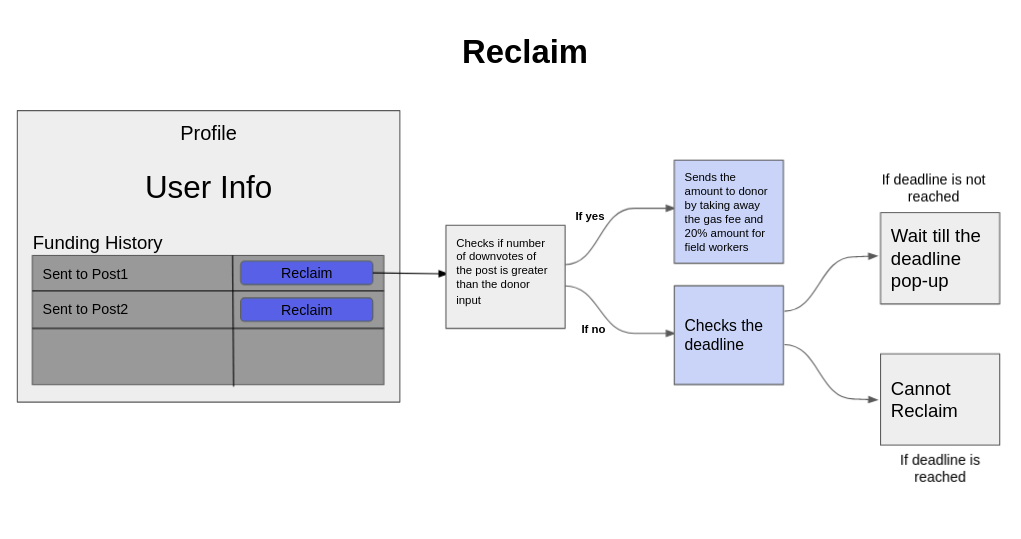 Reclaim
Profile
User Info
Funding History
Sent to Post1
Reclaim
Sent to Post2
Reclaim
Checks if number
of downvotes of
the post is greater
than the donor
input
If yes
If no
Sends the
amount to donor
by taking away
the gas fee and
20% amount for
field workers
Checks the
deadline
If deadline is not
reached
Wait till the
deadline
pop-up
Cannot
Reclaim
If deadline is
reached